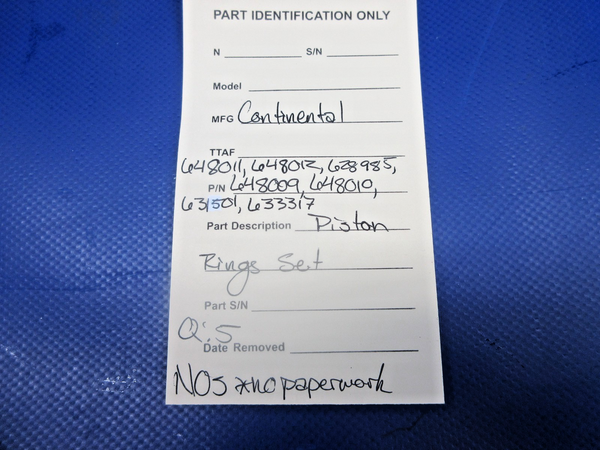 PART IDENTIFICATION ONLY
N S/N
Model
MFG Continental
TTAF
648011, 648012, 628985,
P/N 648009, 648010,
631501, 633317
Part Description Piston
Rings Set
Part S/N
Q:5
Date Removed
NOS *no paperwork